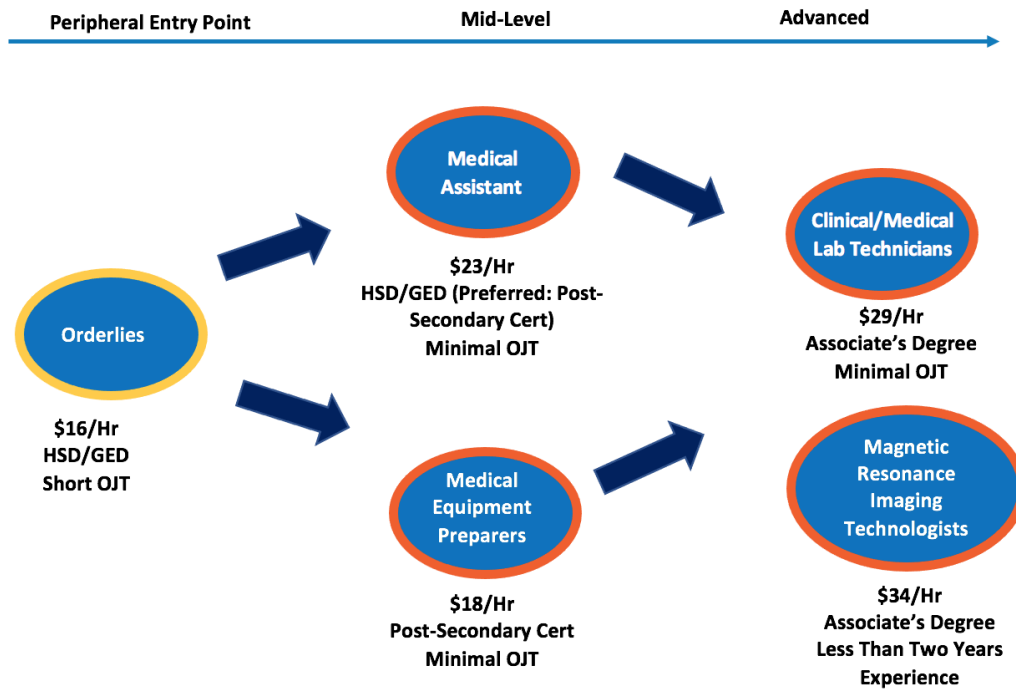 Peripheral Entry Point
Mid-Level
Advanced
Orderlies
$16/Hr
HSD/GED
Short OJT
Medical
Assistant
$23/Hr
HSD/GED (Preferred: Post-
Secondary Cert)
Minimal OJT
Medical
Equipment
Preparers
$18/Hr
Post-Secondary Cert
Minimal OJT
Clinical/Medical
Lab Technicians
$29/Hr
Associate’s Degree
Minimal OJT
Magnetic
Resonance
Imaging
Technologists
$34/Hr
Associate’s Degree
Less Than Two Years
Experience